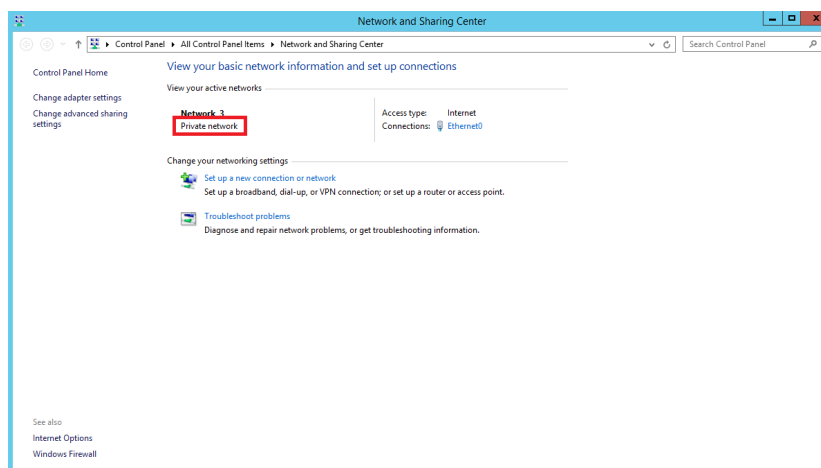 Network and Sharing Center
Control Panel ▸ All Control Panel Items ▸ Network and Sharing Center
Search Control Panel
Control Panel Home
Change adapter settings
Change advanced sharing
settings
View your basic network information and set up connections
View your active networks
Network 3
Private network
Access type: Internet
Connections: Ethernet0
Change your networking settings
Set up a new connection or network
Set up a broadband, dial-up, or VPN connection; or set up a router or access point.
Troubleshoot problems
Diagnose and repair network problems, or get troubleshooting information.
See also
Internet Options
Windows Firewall